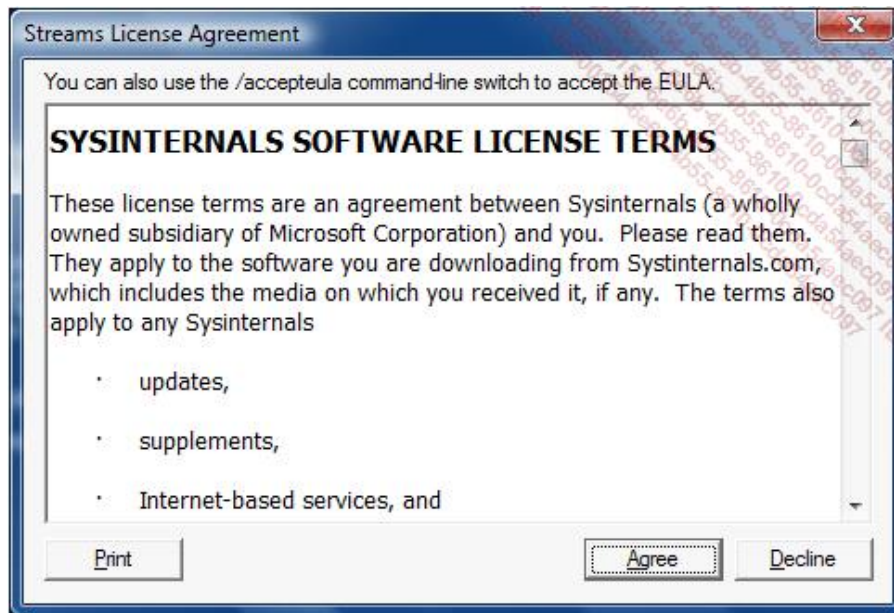 Streams License Agreement
You can also use the /accepteula command-line switch to accept the EULA.
SYSINTERNALS SOFTWARE LICENSE TERMS
These license terms are an agreement between Sysinternals (a wholly
owned subsidiary of Microsoft Corporation) and you. Please read them.
They apply to the software you are downloading from Systinternals.com,
which includes the media on which you received it, if any. The terms also
apply to any Sysinternals
· updates,
· supplements,
· Internet-based services, and
Print
Agree
Decline